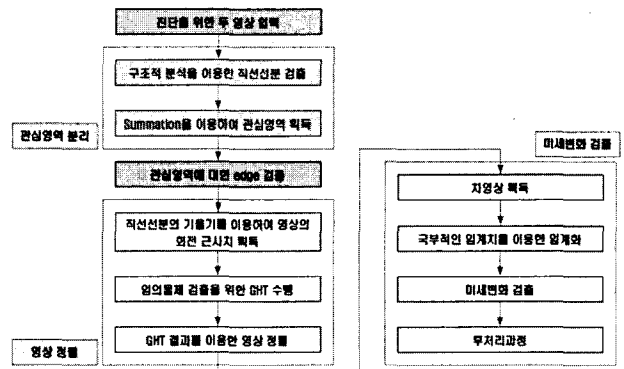 진단을 위한 두 영상 입력
구조적 분석을 이용한 직선선분 검출
Summation을 이용하여 관심영역 획득
관심영역 분리
관심영역에 대한 edge 검출
직선선분의 기울기를 이용하여 영상의
회전 근사치 획득
임의물체 검출을 위한 GHT 수행
GHT 결과를 이용한 영상 정렬
영상 정렬
미세변화 검출
차영상 획득
국부적인 임계치를 이용한 임계화
미세변화 검출
후처리과정